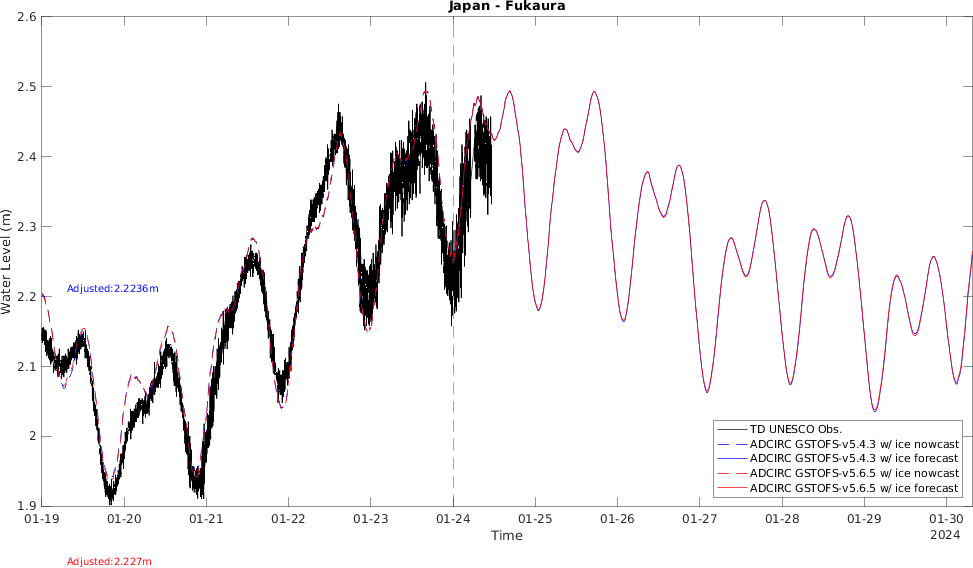 Japan - Fukaura
2.6
2.5
2.4
2.3
2.2
2.1
2
1.9
Water Level (m)
Adjusted:2.2236m
TD UNESCO Obs.
ADCIRC GSTOFS-v5.4.3 w/ ice nowcast
ADCIRC GSTOFS-v5.4.3 w/ ice forecast
ADCIRC GSTOFS-v5.6.5 w/ ice nowcast
ADCIRC GSTOFS-v5.6.5 w/ ice forecast
01-19 01-20 01-21 01-22 01-23 01-24 01-25 01-26 01-27 01-28 01-29 01-30
Time
2024
Adjusted:2.227m